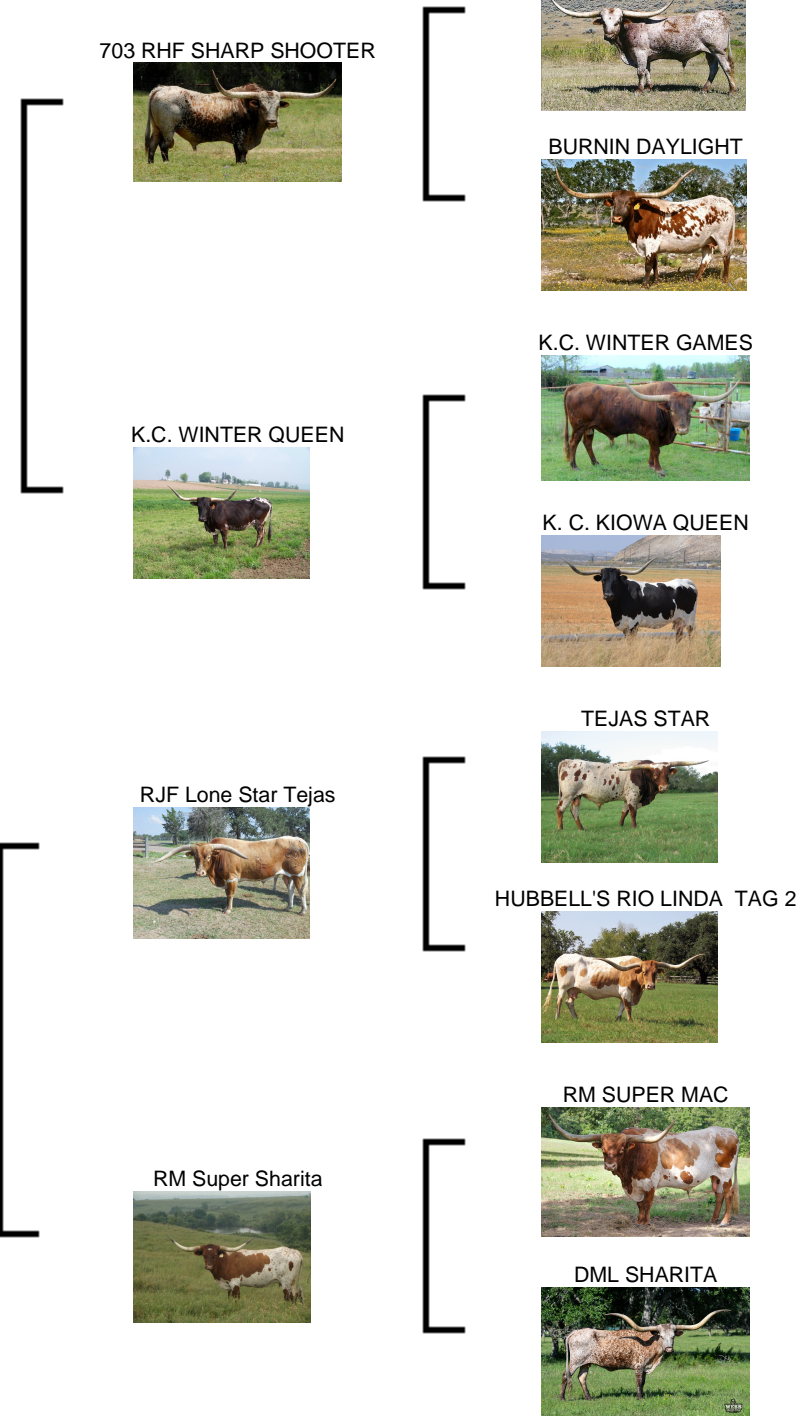 703 RHF SHARP SHOOTER
BURNIN DAYLIGHT
K.C. WINTER GAMES
K.C. WINTER QUEEN
K. C. KIOWA QUEEN
TEJAS STAR
RJF Lone Star Tejas
HUBBELL'S RIO LINDA  TAG 2
RM SUPER MAC
RM Super Sharita
DML SHARITA
WEBB